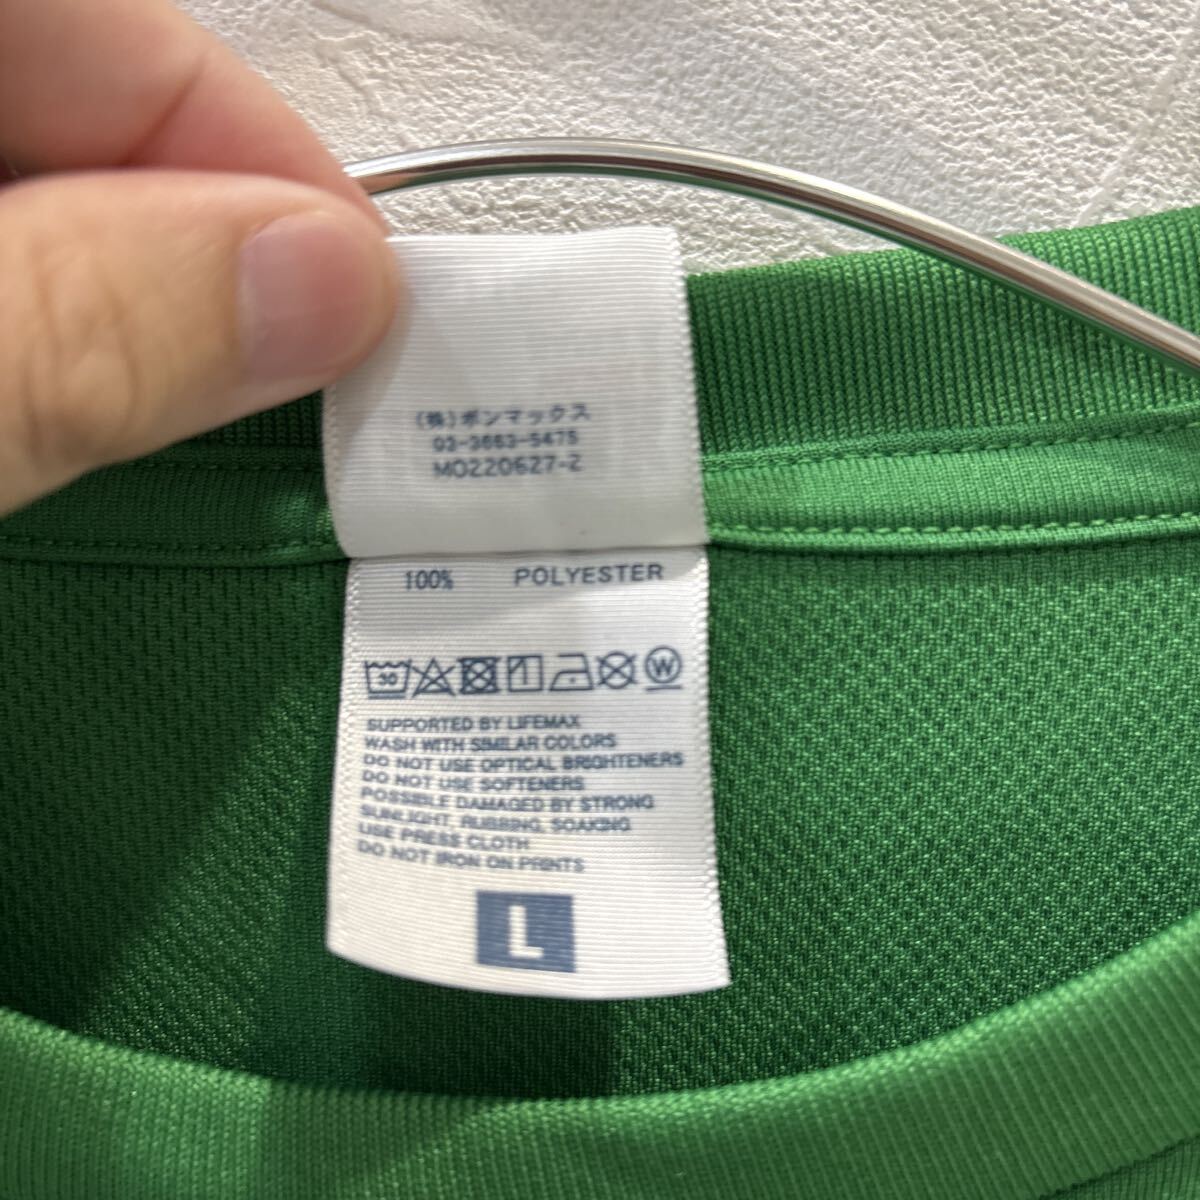 (株)ボンマックス
03-3663-5475
MO220627-2
100% POLYESTER
30 W
SUPPORTED BY LIFEMAX
WASH WITH SIMILAR COLORS
DO NOT USE OPTICAL BRIGHTENERS
DO NOT USE SOFTENERS
POSSIBLE DAMAGED BY STRONG
SUNLIGHT, RUBBING, SOAKING
USE PRESS CLOTH
DO NOT IRON ON PRINTS
L